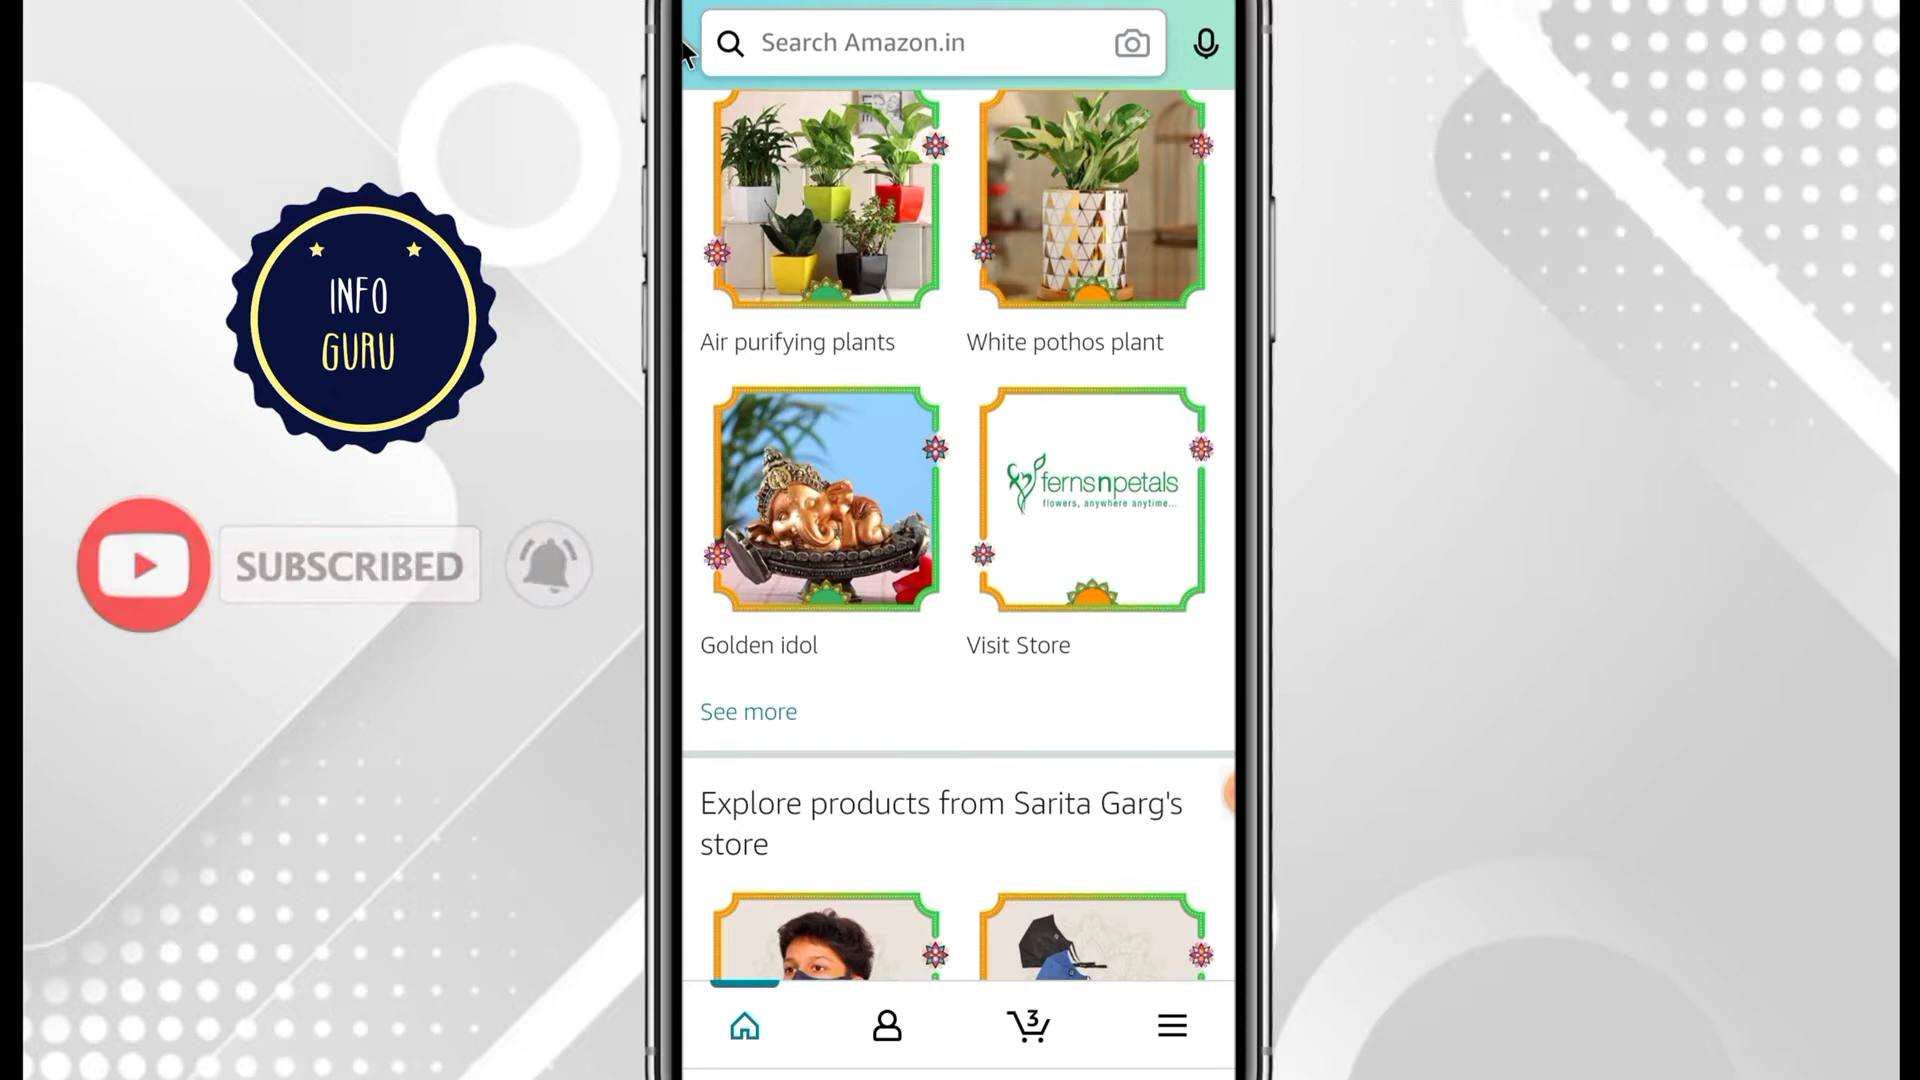 Search Amazon.in
Air purifying plants
White pothos plant
INFO
GURU
fernsnpetals
flowers, anywhere anytime...
SUBSCRIBED
Golden idol
Visit Store
See more
Explore products from Sarita Garg's
store
3